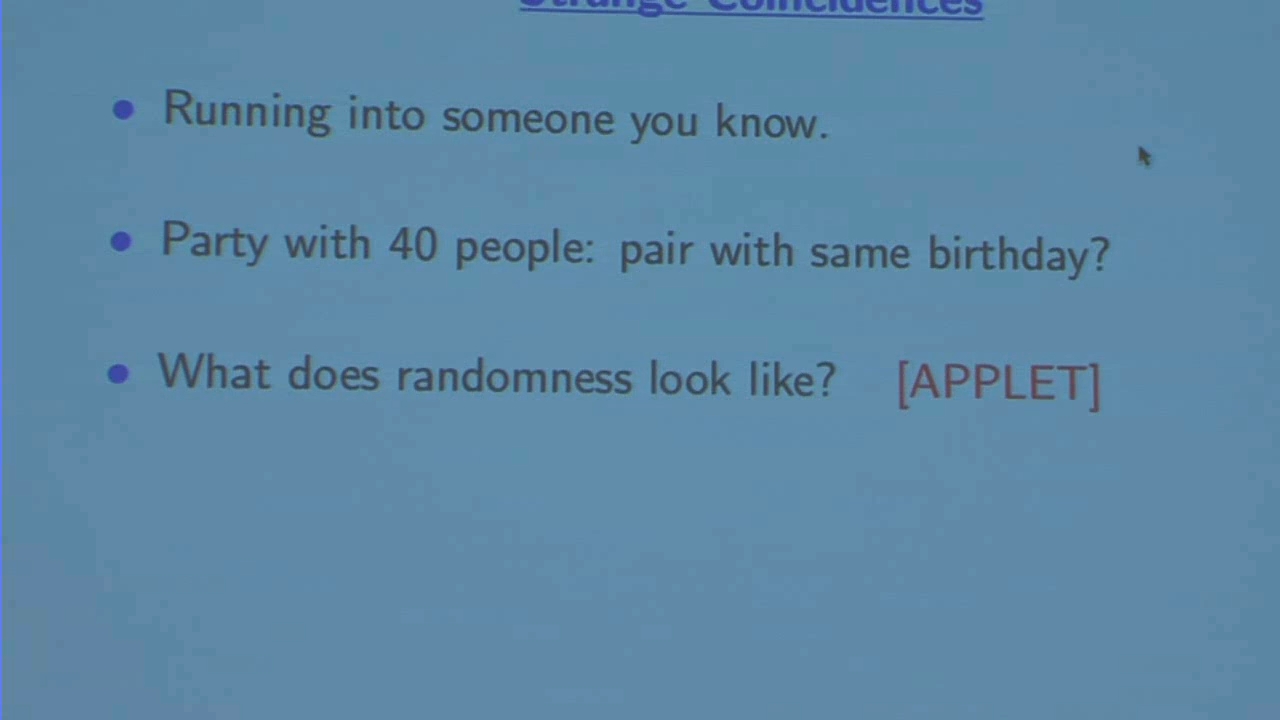 Strange Coincidences
Running into someone you know.
Party with 40 people: pair with same birthday?
What does randomness look like? [APPLET]